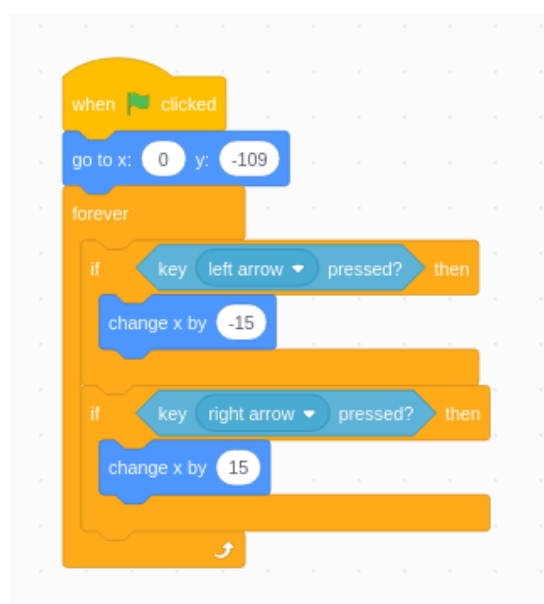 when clicked
go to x: 0 y: -109
forever
if key left arrow pressed? then
change x by -15
if key right arrow pressed? then
change x by 15